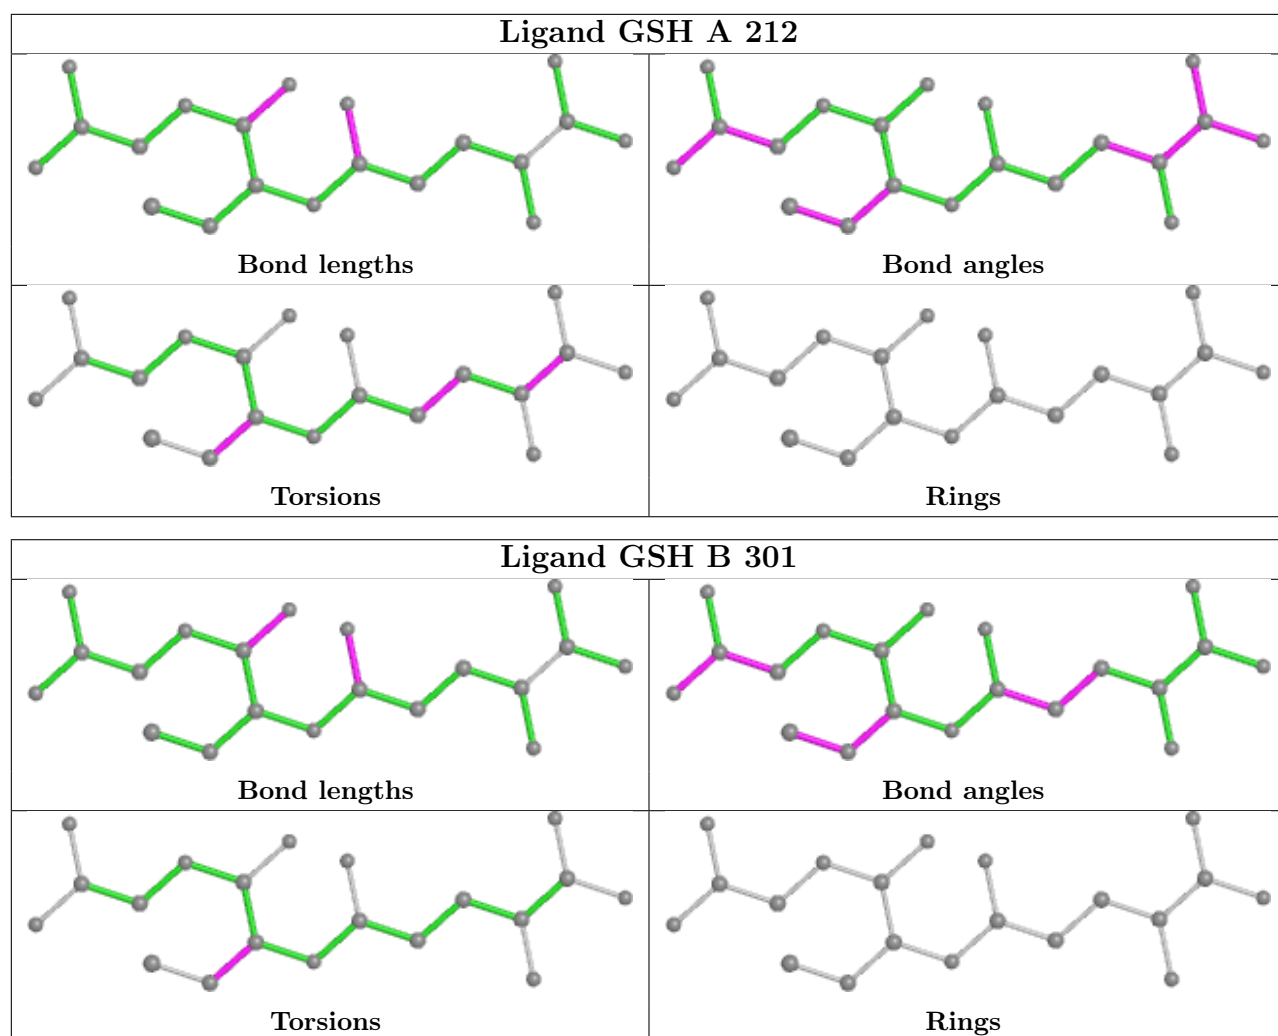 Ligand GSH A 212
Bond lengths
Bond angles
Torsions
Rings
Ligand GSH B 301
Bond lengths
Bond angles
Torsions
Rings